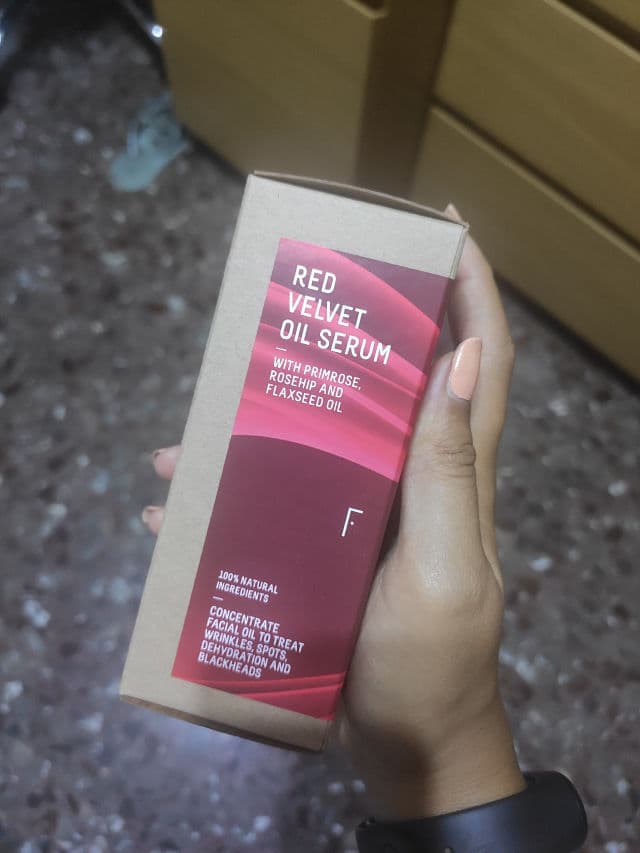 RED
VELVET
OIL SERUM
—
WITH PRIMROSE,
ROSEHIP AND
FLAXSEED OIL
F.
100% NATURAL
INGREDIENTS
—
CONCENTRATE
FACIAL OIL TO TREAT
WRINKLES, SPOTS,
DEHYDRATION AND
BLACKHEADS